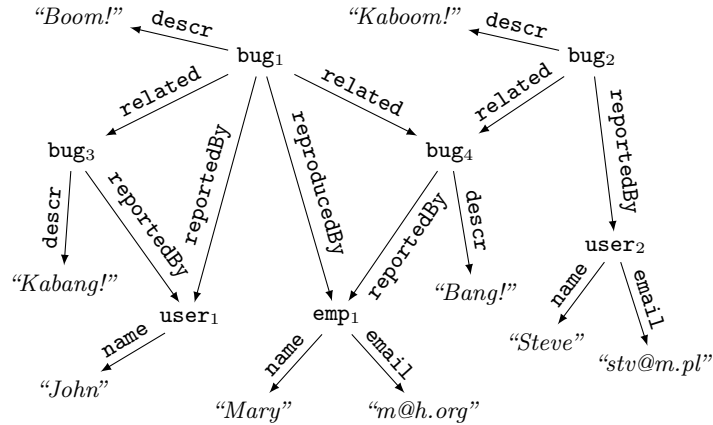 “Boom!”
descr
“Kaboom!”
descr
bug₁
bug₂
related
related
related
reportedBy
bug₃
reportedBy
reproducedBy
bug₄
descr
reportedBy
reportedBy
descr
user₂
“Kabang!”
“Bang!”
name
email
user₁
emp₁
name
name
email
“Steve”
“stv@m.pl”
“John”
“Mary”
“m@h.org”